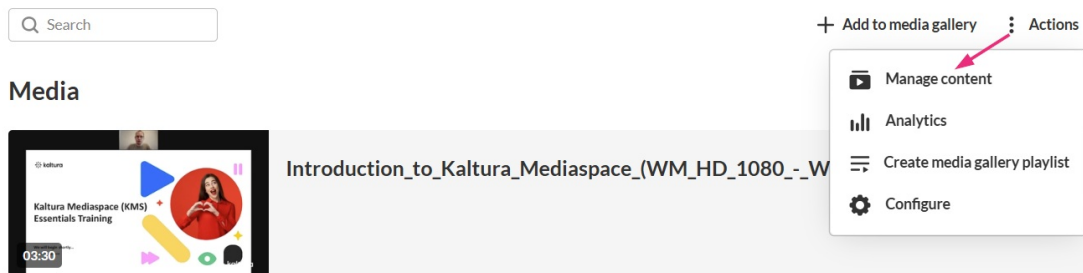 Search
Add to media gallery
Actions
Manage content
Analytics
Create media gallery playlist
Configure
Media
kaltura
Kaltura Mediaspace (KMS)
Essentials Training
03:30
Introduction_to_Kaltura_Mediaspace_(WM_HD_1080_-_W